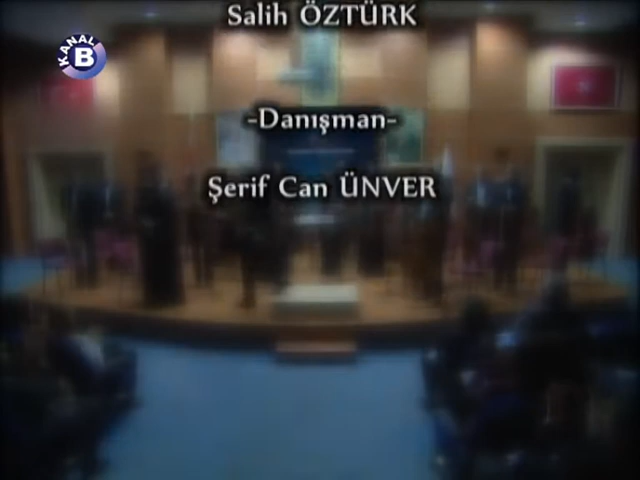 Salih ÖZTÜRK
KANAL
B
-Danışman-
Şerif Can ÜNVER